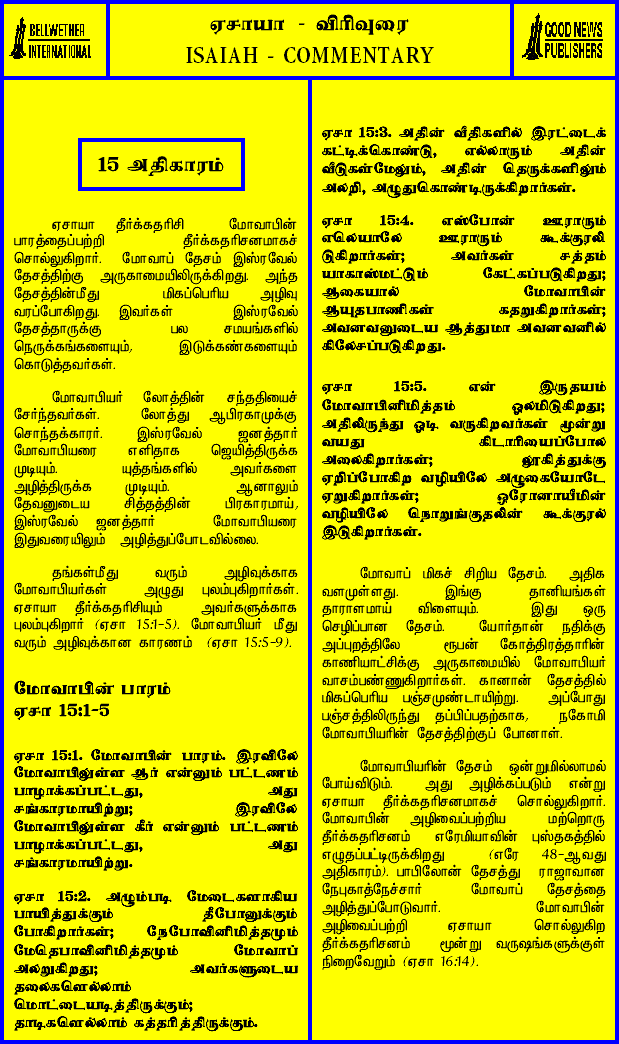 BELLWETHER
INTERNATIONAL
ஏசாயா - விரிவுரை
ISAIAH - COMMENTARY
GOOD NEWS
PUBLISHERS
15 அதிகாரம்
ஏசாயா தீர்க்கதரிசி மோவாபின்
பாரத்தைப்பற்றி தீர்க்கதரிசனமாகச்
சொல்லுகிறார். மோவாப் தேசம் இஸ்ரவேல்
தேசத்திற்கு அருகாமையிலிருக்கிறது. அந்த
தேசத்தின்மீது மிகப்பெரிய அழிவு
வரப்போகிறது. இவர்கள் இஸ்ரவேல்
தேசத்தாருக்கு பல சமயங்களில்
நெருக்கங்களையும், இடுக்கண்களையும்
கொடுத்தவர்கள்.
மோவாபியர் லோத்தின் சந்ததியைச்
சேர்ந்தவர்கள். லோத்து ஆபிரகாமுக்கு
சொந்தக்காரர். இஸ்ரவேல் ஜனத்தார்
மோவாபியரை எளிதாக ஜெயித்திருக்க
முடியும். யுத்தங்களில் அவர்களை
அழித்திருக்க முடியும். ஆனாலும்
தேவனுடைய சித்தத்தின் பிரகாரமாய்,
இஸ்ரவேல் ஜனத்தார் மோவாபியரை
இதுவரையிலும் அழித்துப்போடவில்லை.
தங்கள்மீது வரும் அழிவுக்காக
மோவாபியர்கள் அழுது புலம்புகிறார்கள்.
ஏசாயா தீர்க்கதரிசியும் அவர்களுக்காக
புலம்புகிறார் (ஏசா 15:1-5). மோவாபியர் மீது
வரும் அழிவுக்கான காரணம் (ஏசா 15:5-9).
மோவாபின் பாரம்
ஏசா 15:1-5
ஏசா 15:1. மோவாபின் பாரம். இரவிலே
மோவாபிலுள்ள ஆர் என்னும் பட்டணம்
பாழாக்கப்பட்டது, அது
சங்காரமாயிற்று; இரவிலே
மோவாபிலுள்ள கீர் என்னும் பட்டணம்
பாழாக்கப்பட்டது, அது
சங்காரமாயிற்று.
ஏசா 15:2. அழும்படி மேடைகளாகிய
பாயித்துக்கும் தீபோனுக்கும்
போகிறார்கள்; நேபோவினிமித்தமும்
மேதெபாவினிமித்தமும் மோவாப்
அலறுகிறது; அவர்களுடைய
தலைகளெல்லாம்
மொட்டையடித்திருக்கும்;
தாடிகளெல்லாம் கத்தரித்திருக்கும்.
ஏசா 15:3. அதின் வீதிகளில் இரட்டைக்
கட்டிக்கொண்டு, எல்லாரும் அதின்
வீடுகள்மேலும், அதின் தெருக்களிலும்
அலறி, அழுதுகொண்டிருக்கிறார்கள்.
ஏசா 15:4. எஸ்போன் ஊராரும்
எலெயாலே ஊராரும் கூக்குரலி
டுகிறார்கள்; அவர்கள் சத்தம்
யாகாஸ்மட்டும் கேட்கப்படுகிறது;
ஆகையால் மோவாபின்
ஆயுதபாணிகள் கதறுகிறார்கள்;
அவனவனுடைய ஆத்துமா அவனவனில்
கிலேசப்படுகிறது.
ஏசா 15:5. என் இருதயம்
மோவாபினிமித்தம் ஓலமிடுகிறது;
அதிலிருந்து ஓடி வருகிறவர்கள் மூன்று
வயது கிடாரியைப்போல
அலைகிறார்கள்; லூகித்துக்கு
ஏறிப்போகிற வழியிலே அழுகையோடே
ஏறுகிறார்கள்; ஒரோனாயீமின்
வழியிலே நொறுங்குதலின் கூக்குரல்
இடுகிறார்கள்.
மோவாப் மிகச் சிறிய தேசம். அதிக
வளமுள்ளது. இங்கு தானியங்கள்
தாராளமாய் விளையும். இது ஒரு
செழிப்பான தேசம். யோர்தான் நதிக்கு
அப்புறத்திலே ரூபன் கோத்திரத்தாரின்
காணியாட்சிக்கு அருகாமையில் மோவாபியர்
வாசம்பண்ணுகிறார்கள். கானான் தேசத்தில்
மிகப்பெரிய பஞ்சமுண்டாயிற்று. அப்போது
பஞ்சத்திலிருந்து தப்பிப்பதற்காக, நகோமி
மோவாபியரின் தேசத்திற்குப் போனாள்.
மோவாபியரின் தேசம் ஒன்றுமில்லாமல்
போய்விடும். அது அழிக்கப்படும் என்று
ஏசாயா தீர்க்கதரிசனமாகச் சொல்லுகிறார்.
மோவாபின் அழிவைப்பற்றிய மற்றொரு
தீர்க்கதரிசனம் எரேமியாவின் புஸ்தகத்தில்
எழுதப்பட்டிருக்கிறது (எரே 48-ஆவது
அதிகாரம்). பாபிலோன் தேசத்து ராஜாவான
நேபுகாத்நேச்சார் மோவாப் தேசத்தை
அழித்துப்போடுவார். மோவாபின்
அழிவைப்பற்றி ஏசாயா சொல்லுகிற
தீர்க்கதரிசனம் மூன்று வருஷங்களுக்குள்
நிறைவேறும் (ஏசா 16:14).